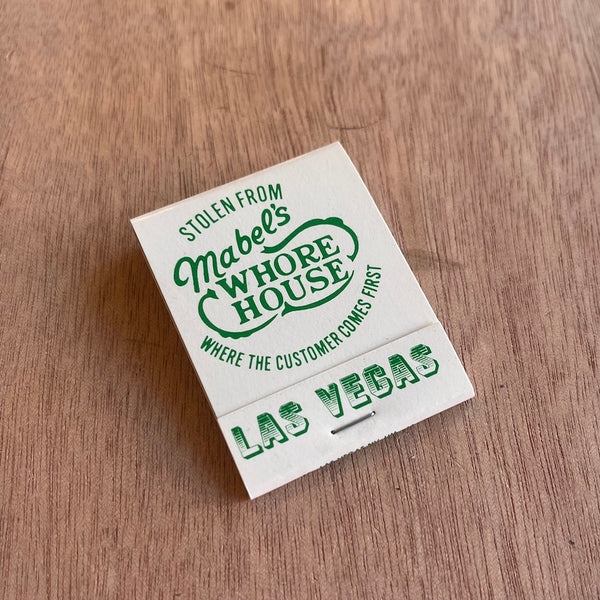 STOLEN FROM
Mabel's
WHORE
HOUSE
WHERE THE CUSTOMER COMES FIRST
LAS VEGAS